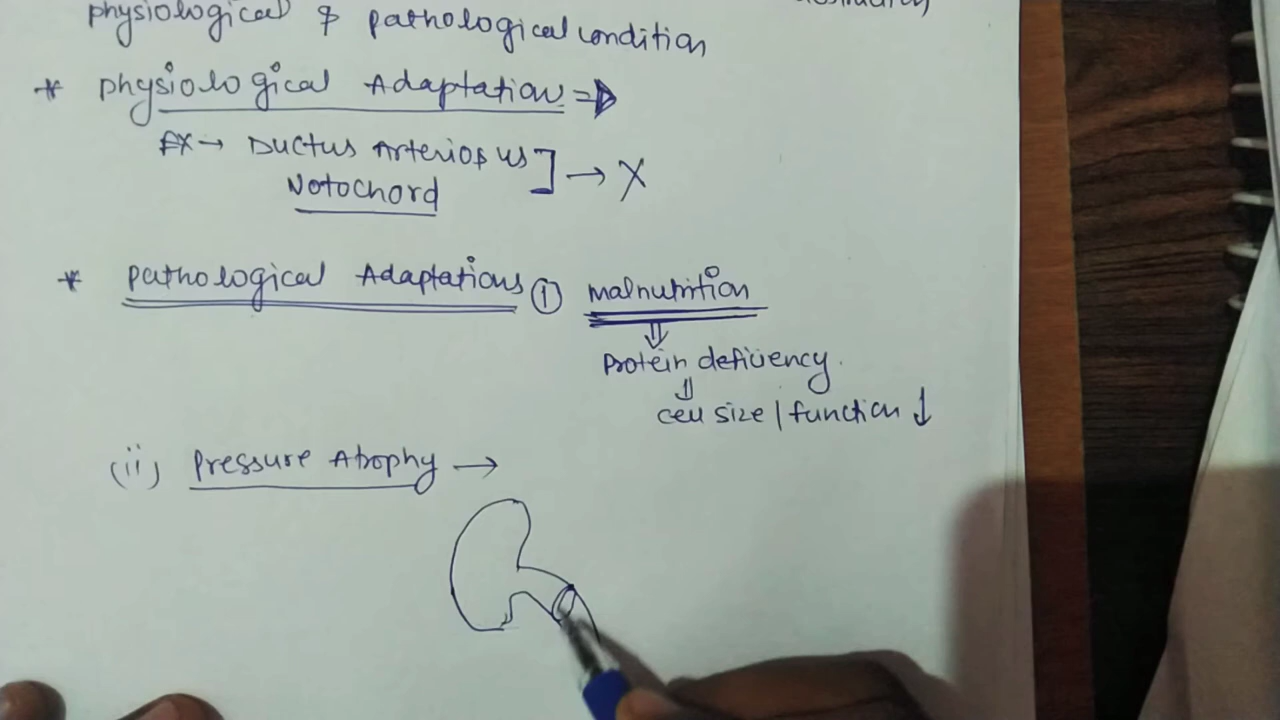 physiological & pathological condition
* Physiological Adaptation =>
EX → Ductus Arteriosus ] → X
Notochord
* Pathological Adaptations ① malnutrition
⇓
Protein deficiency.
⇓
cell size / function ↓
(ii) Pressure Atrophy →